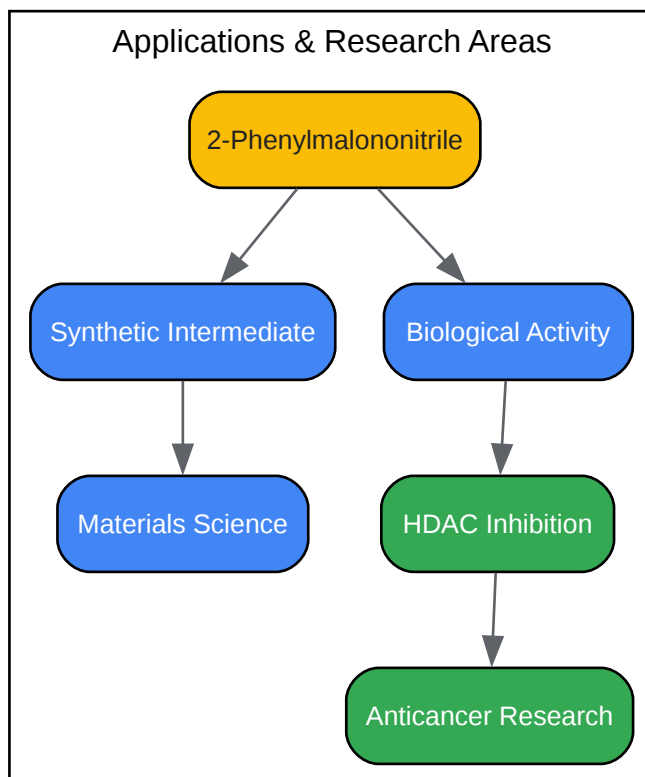 Applications & Research Areas
2-Phenylmalononitrile
Synthetic Intermediate
Biological Activity
Materials Science
HDAC Inhibition
Anticancer Research